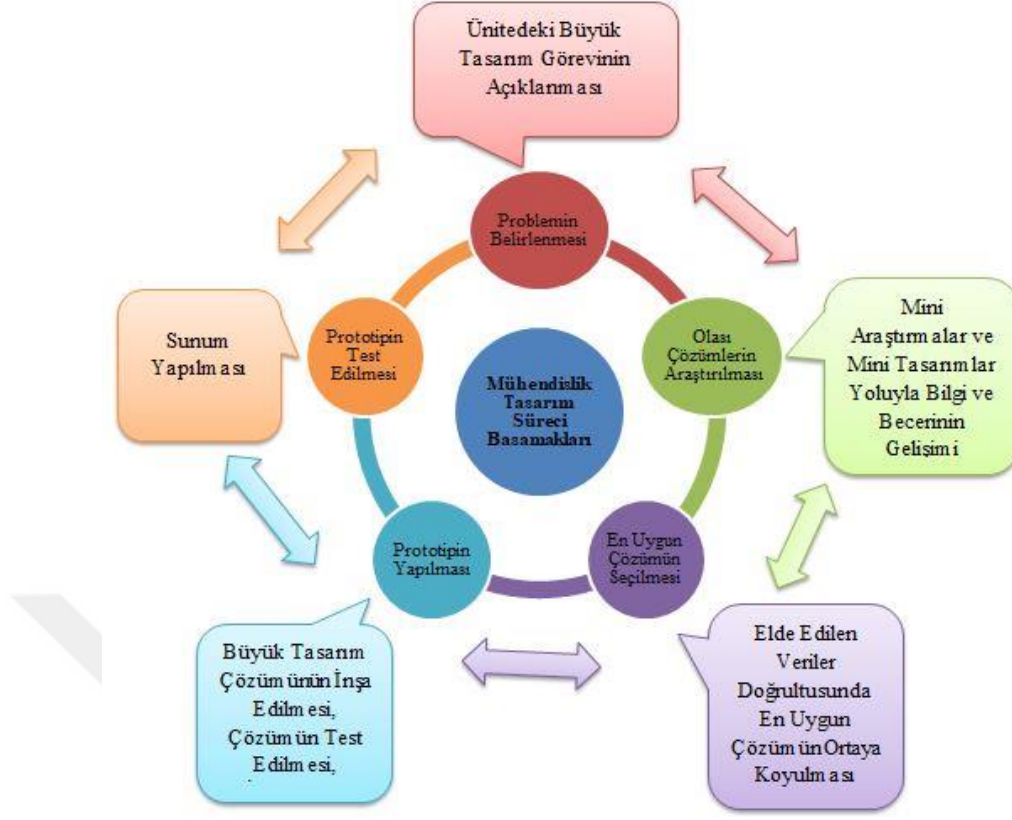 Ünitedeki Büyük
Tasarım Görevinin
Açıklanması
Problemin
Belirlenmesi
Olası
Çözümlerin
Araştırılması
Mini
Araştırmalar ve
Mini Tasarımlar
Yoluyla Bilgi ve
Becerinin
Gelişimi
En Uygun
Çözümün
Seçilmesi
Elde Edilen
Veriler
Doğrultusunda
En Uygun
Çözümün Ortaya
Koyulması
Prototipin
Yapılması
Büyük Tasarım
Çözümünün İnşa
Edilmesi,
Çözümün Test
Edilmesi,
Prototipin
Test
Edilmesi
Sunum
Yapılması
Mühendislik
Tasarım
Süreci
Basamakları